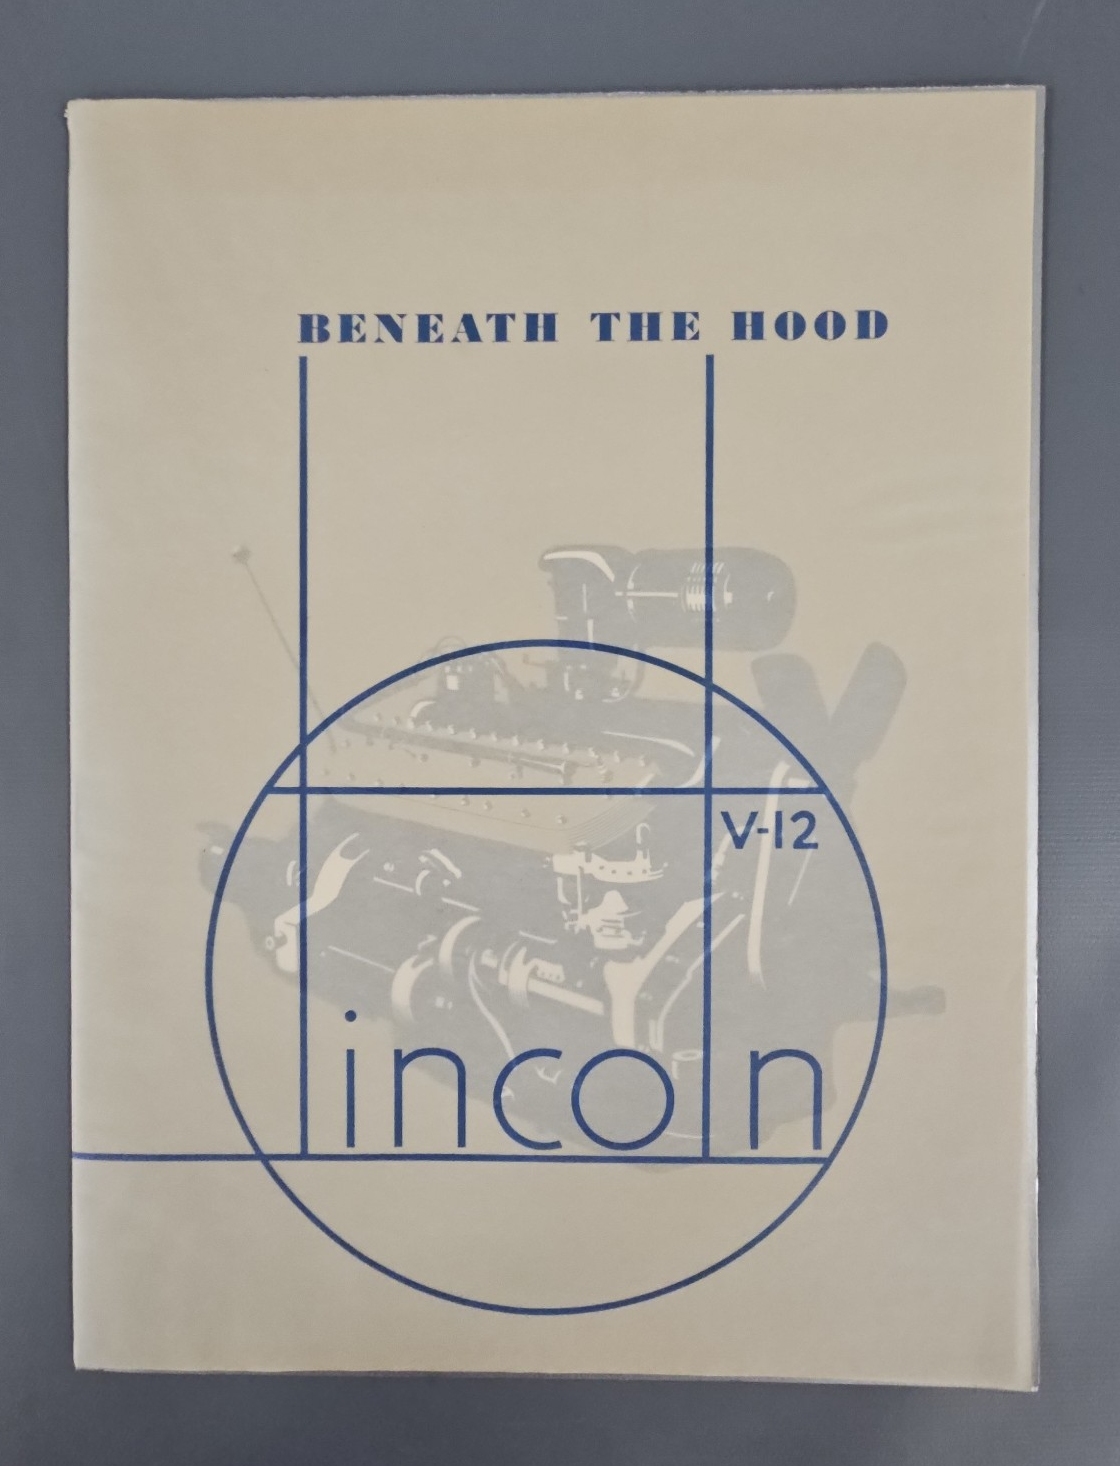 BENEATH THE HOOD
V-12
lincoln